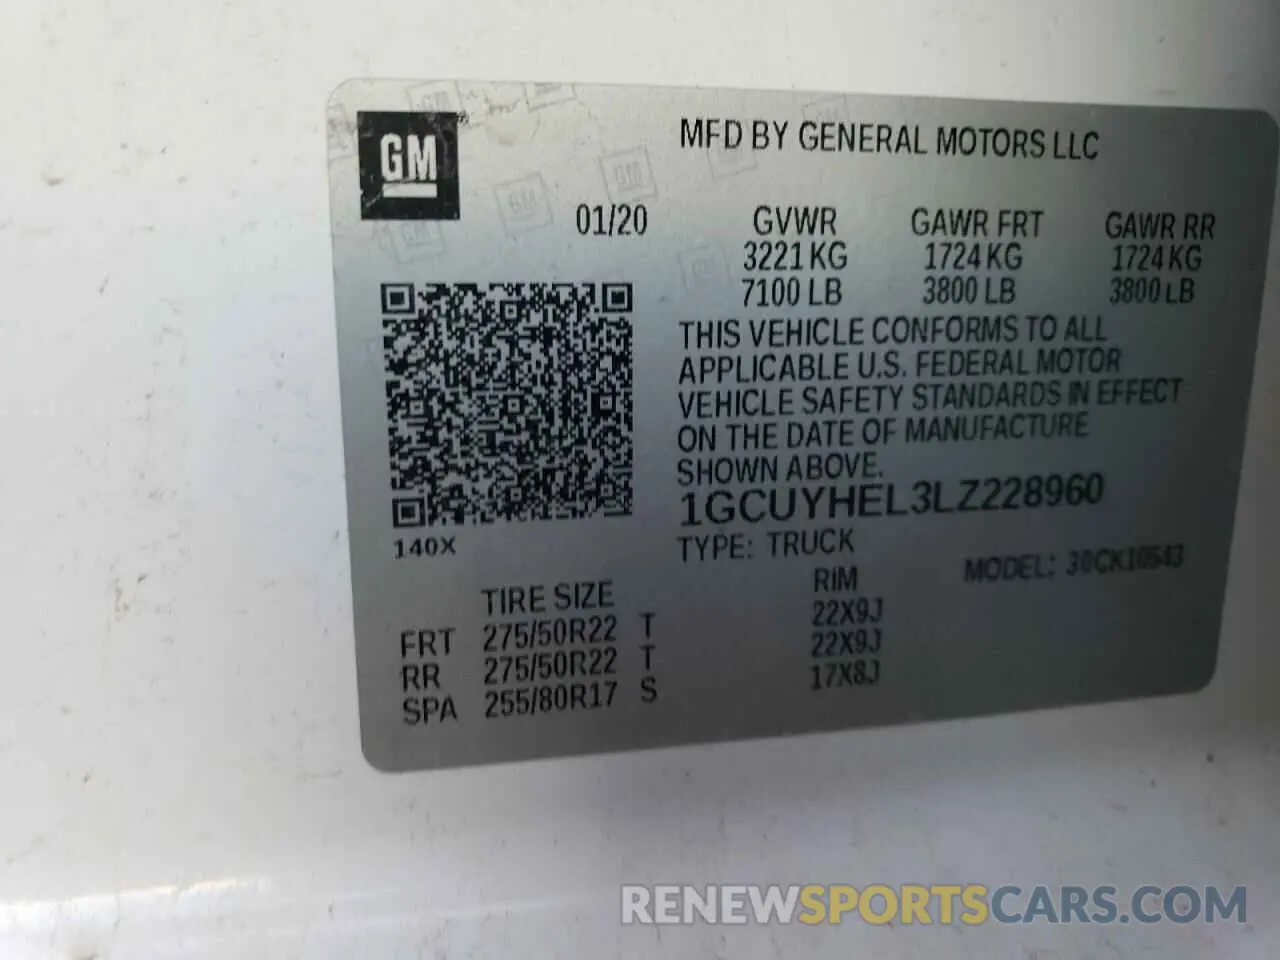 GM
MFD BY GENERAL MOTORS LLC
01/20
GVWR GAWR FRT GAWR RR
3221 KG 1724 KG 1724 KG
7100 LB 3800 LB 3800 LB
THIS VEHICLE CONFORMS TO ALL
APPLICABLE U.S. FEDERAL MOTOR
VEHICLE SAFETY STANDARDS IN EFFECT
ON THE DATE OF MANUFACTURE
SHOWN ABOVE.
1GCUYHEL3LZ228960
140X
TYPE: TRUCK MODEL: 30CK10543
TIRE SIZE RIM
FRT 275/50R22 T 22X9J
RR 275/50R22 T 22X9J
SPA 255/80R17 S 17X8J
RENEWSPORTSCARS.COM